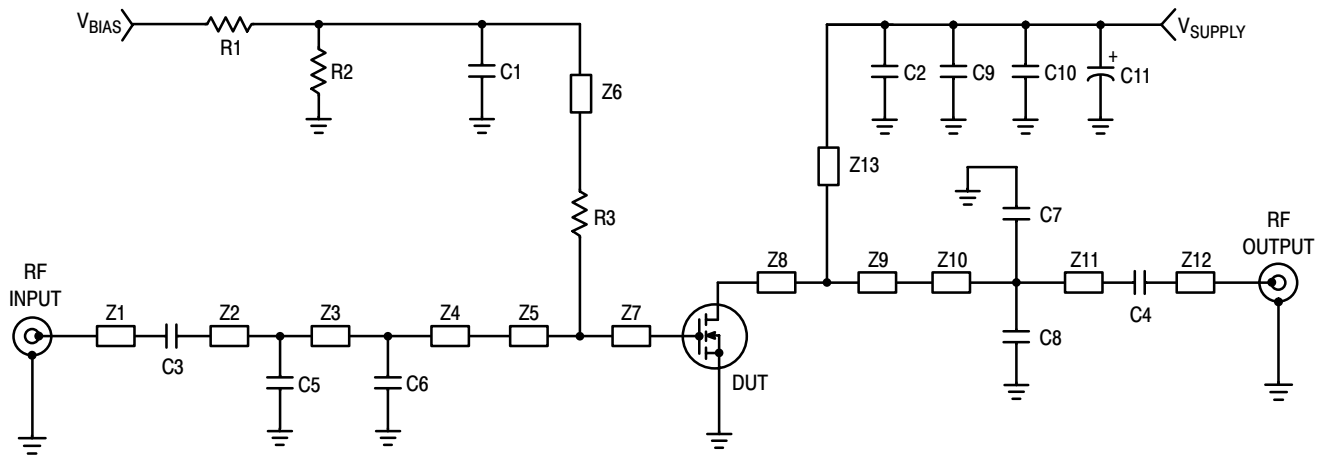 VBIAS
R1
R2
C1
Z6
R3
VSUPPLY
C2
C9
C10
+
C11
Z13
C7
RF
OUTPUT
Z8
Z9
Z10
Z11
Z12
C4
C8
RF
INPUT
Z1
C3
Z2
Z3
Z4
Z5
Z7
C5
C6
DUT